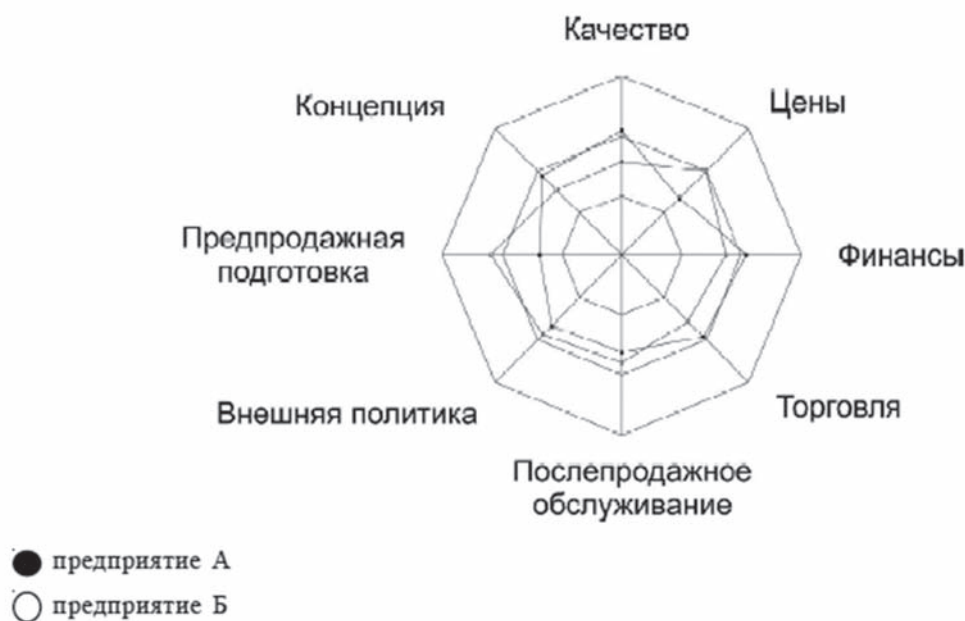 Качество
Концепция
Цены
Предпродажная
подготовка
Финансы
Внешняя политика
Торговля
Послепродажное
обслуживание
предприятие А
предприятие Б